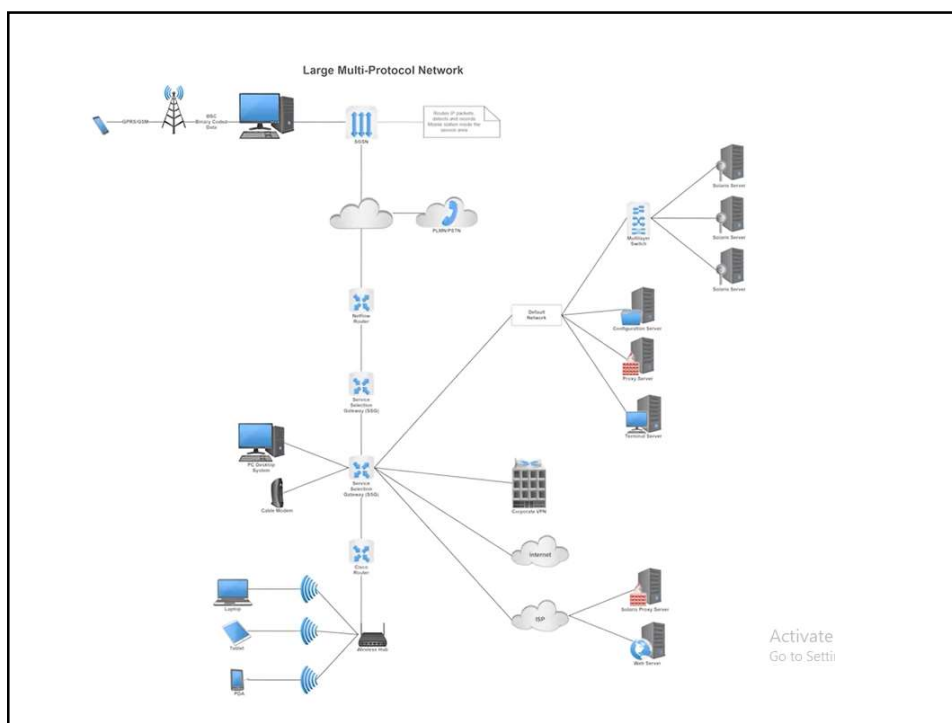 Large Multi-Protocol Network
GPRS/GSM
BSC
Binary Coded
Data
SGSN
Routes IP packets,
detects and records
Mobile station node the
service area
PLMN/PSTN
Netflow
Router
Service
Selection
Gateway (SSG)
PC Desktop
System
Cable Modem
Service
Selection
Gateway (SSG)
Cisco
Router
Laptop
Tablet
PDA
Wireless Hub
Default
Network
Multilayer
Switch
Solaris Server
Solaris Server
Solaris Server
Configuration Server
Proxy Server
Terminal Server
Corporate VPN
Internet
ISP
Solaris Proxy Server
Web Server
Activate
Go to Setti